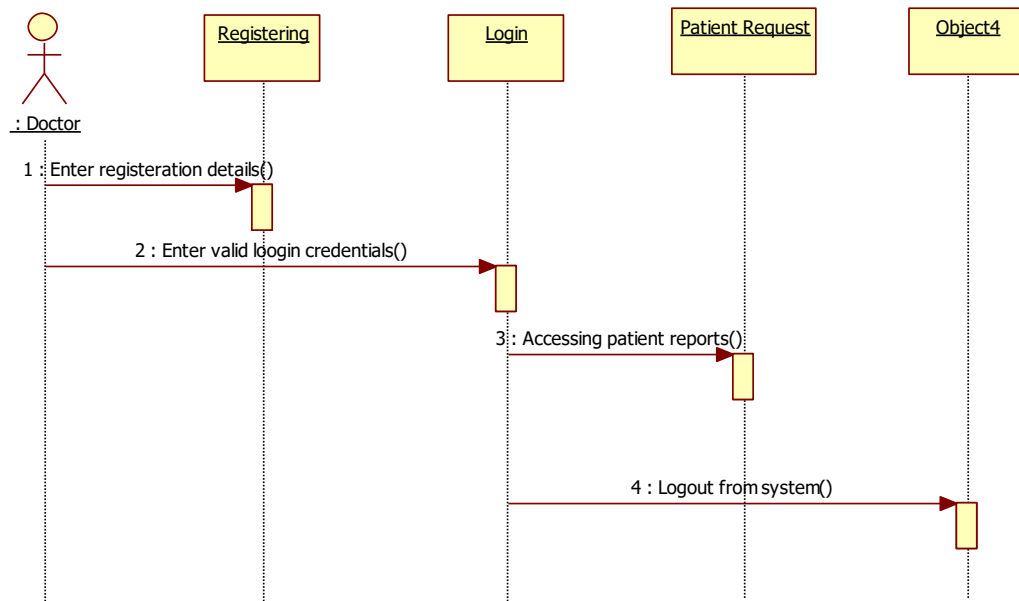 Registering
Login
Patient Request
Object4
: Doctor
1 : Enter registeration details()
2 : Enter valid loogin credentials()
3 : Accessing patient reports()
4 : Logout from system()